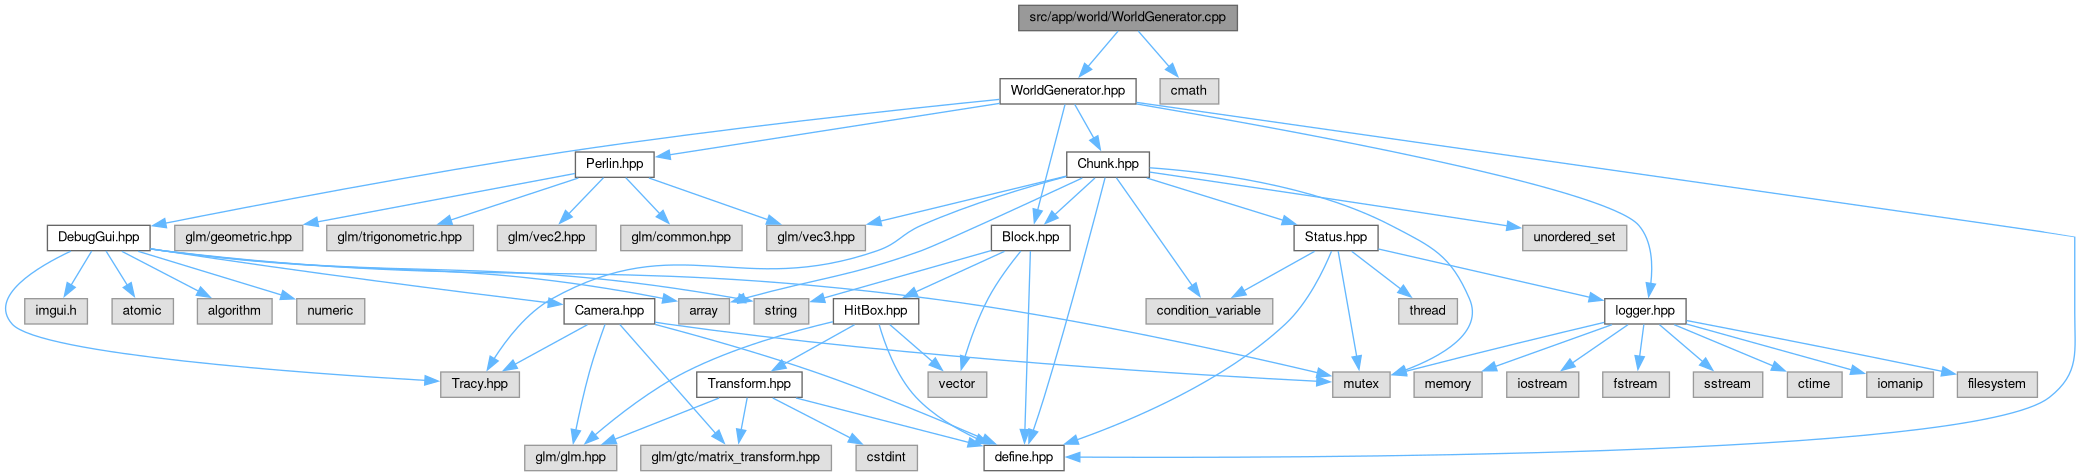 src/app/world/WorldGenerator.cpp
WorldGenerator.hpp
cmath
Perlin.hpp
Chunk.hpp
DebugGui.hpp
glm/geometric.hpp
glm/trigonometric.hpp
glm/vec2.hpp
glm/common.hpp
glm/vec3.hpp
Block.hpp
Status.hpp
unordered_set
imgui.h
atomic
algorithm
numeric
Camera.hpp
array
string
HitBox.hpp
condition_variable
thread
logger.hpp
Tracy.hpp
Transform.hpp
vector
mutex
memory
iostream
fstream
sstream
ctime
iomanip
filesystem
glm/glm.hpp
glm/gtc/matrix_transform.hpp
cstdint
define.hpp